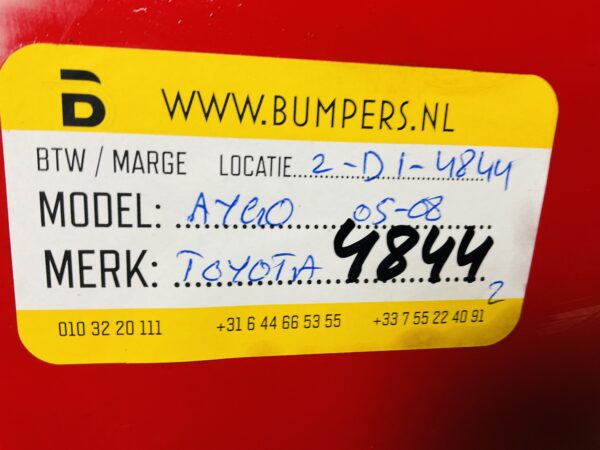 B WWW.BUMPERS.NL
BTW / MARGE LOCATIE 2-D1-4844
MODEL: AYGO 05-08
MERK: TOYOTA 4844
2
010 32 20 111 +31 6 44 66 53 55 +33 7 55 22 40 91